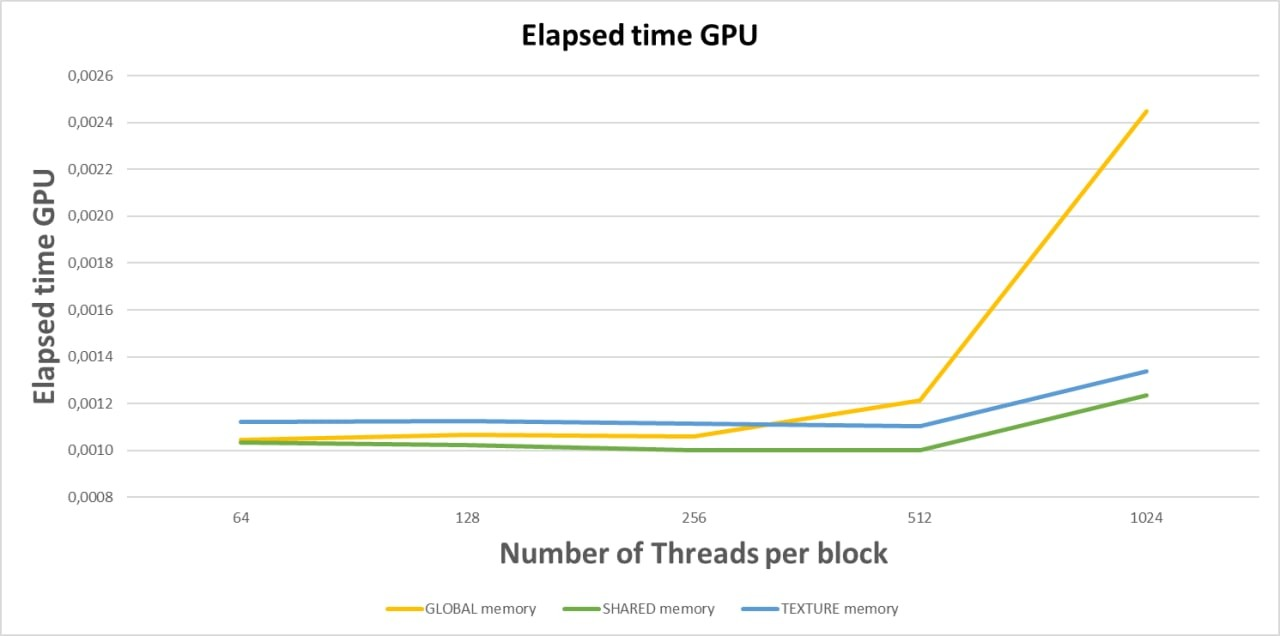 Elapsed time GPU
Elapsed time GPU
0,0026
0,0024
0,0022
0,0020
0,0018
0,0016
0,0014
0,0012
0,0010
0,0008
64 128 256 512 1024
Number of Threads per block
GLOBAL memory SHARED memory TEXTURE memory